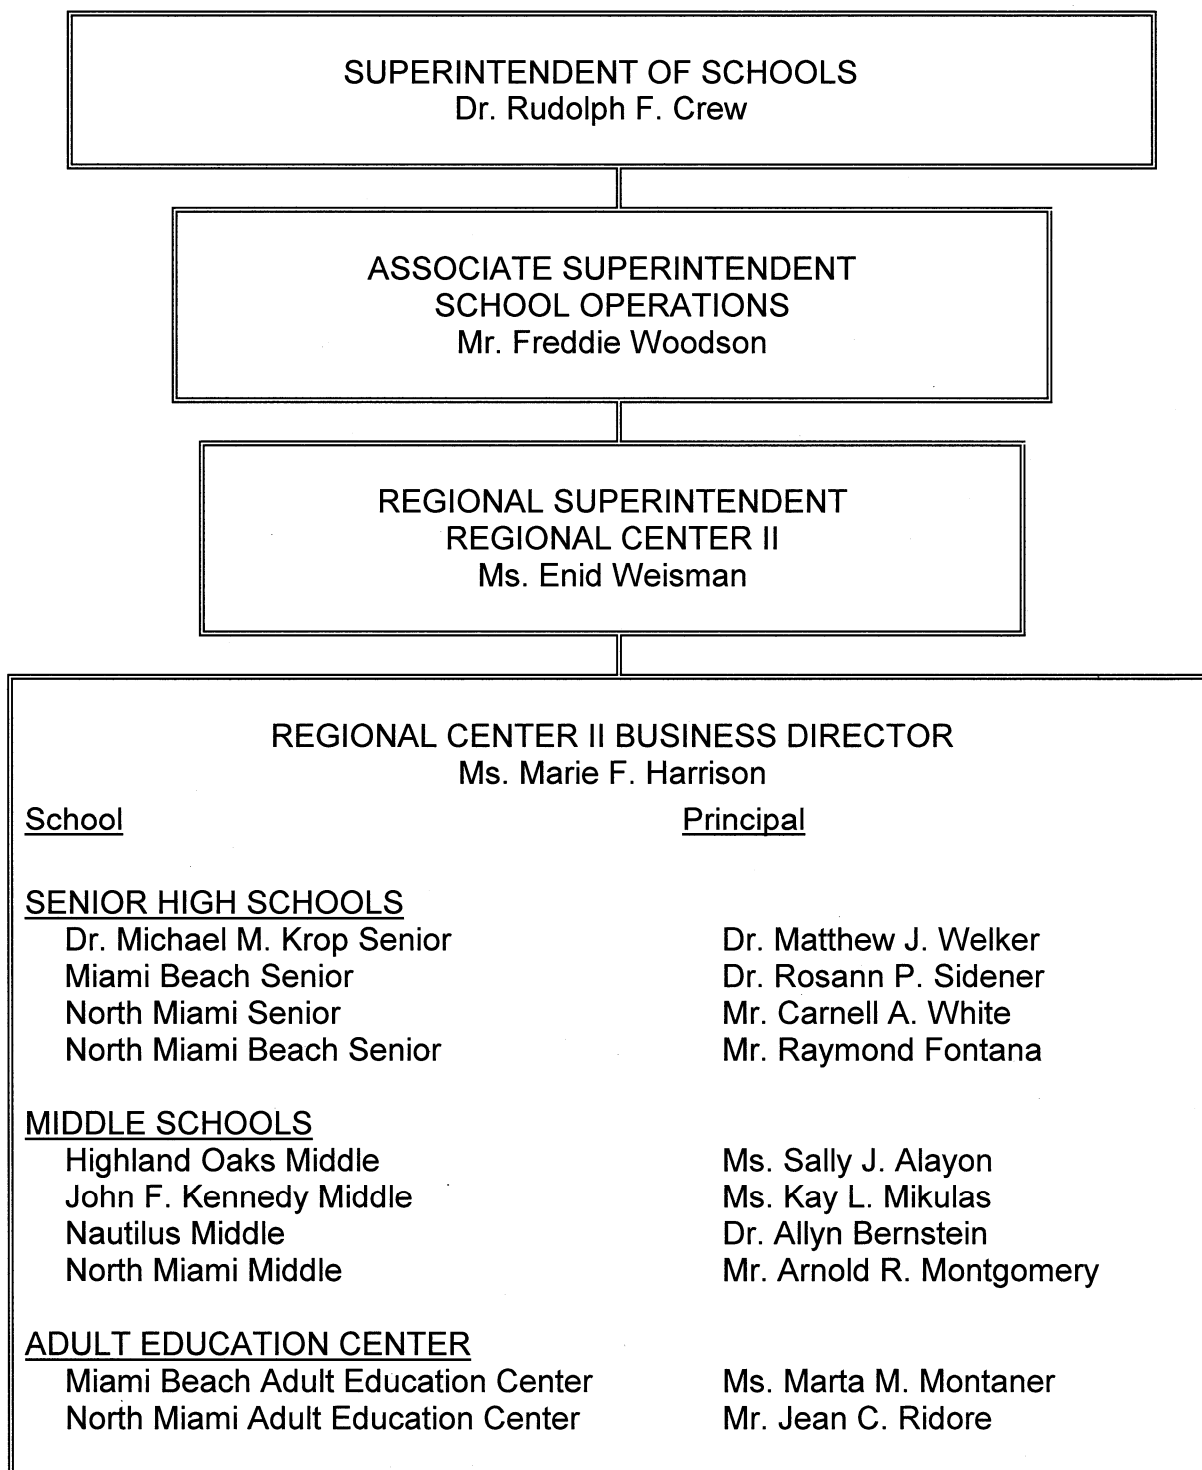 SUPERINTENDENT OF SCHOOLS
Dr. Rudolph F. Crew
ASSOCIATE SUPERINTENDENT
SCHOOL OPERATIONS
Mr. Freddie Woodson
REGIONAL SUPERINTENDENT
REGIONAL CENTER II
Ms. Enid Weisman
REGIONAL CENTER II BUSINESS DIRECTOR
Ms. Marie F. Harrison
School Principal
SENIOR HIGH SCHOOLS
Dr. Michael M. Krop Senior Dr. Matthew J. Welker
Miami Beach Senior Dr. Rosann P. Sidener
North Miami Senior Mr. Carnell A. White
North Miami Beach Senior Mr. Raymond Fontana
MIDDLE SCHOOLS
Highland Oaks Middle Ms. Sally J. Alayon
John F. Kennedy Middle Ms. Kay L. Mikulas
Nautilus Middle Dr. Allyn Bernstein
North Miami Middle Mr. Arnold R. Montgomery
ADULT EDUCATION CENTER
Miami Beach Adult Education Center Ms. Marta M. Montaner
North Miami Adult Education Center Mr. Jean C. Ridore